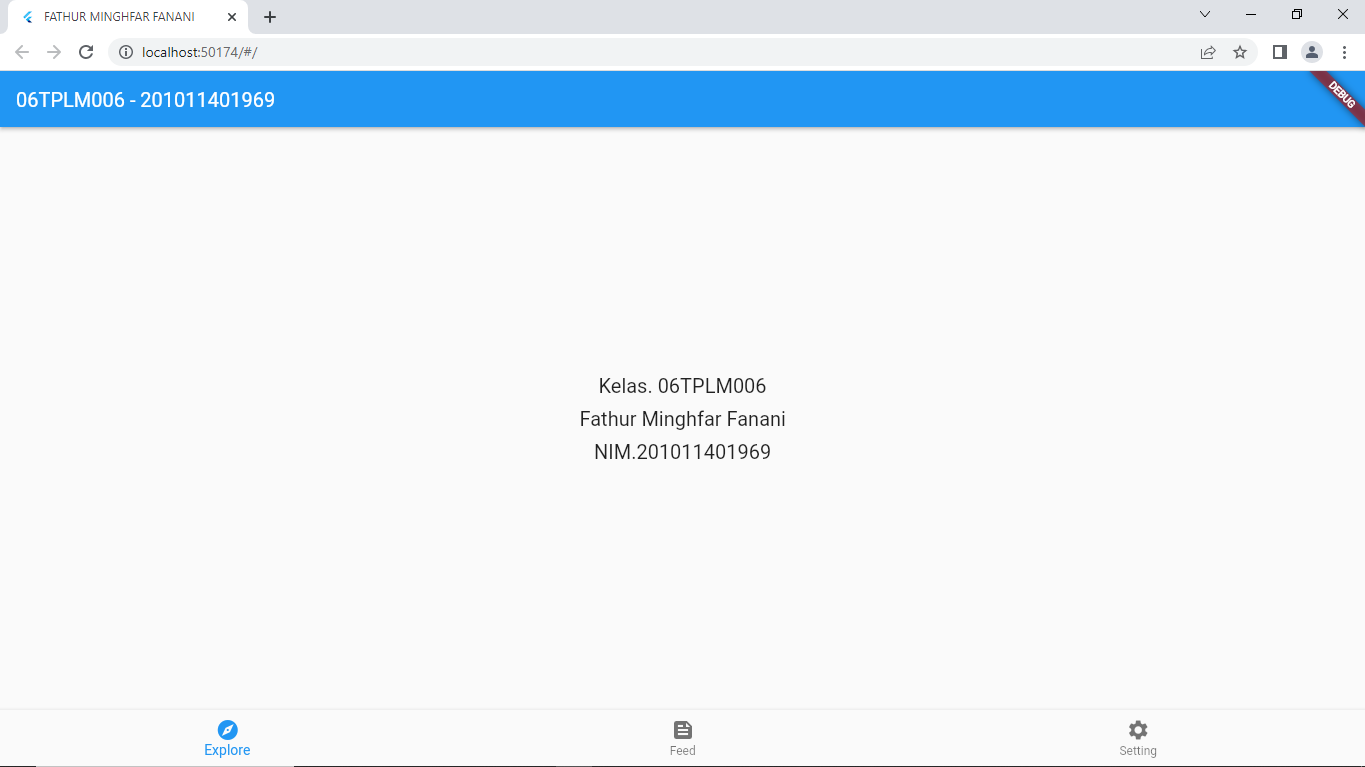 FATHUR MINGHFAR FANANI
localhost:50174/#/
06TPLM006 - 201011401969
DEBUG
Kelas. 06TPLM006
Fathur Minghfar Fanani
NIM.201011401969
Explore
Feed
Setting